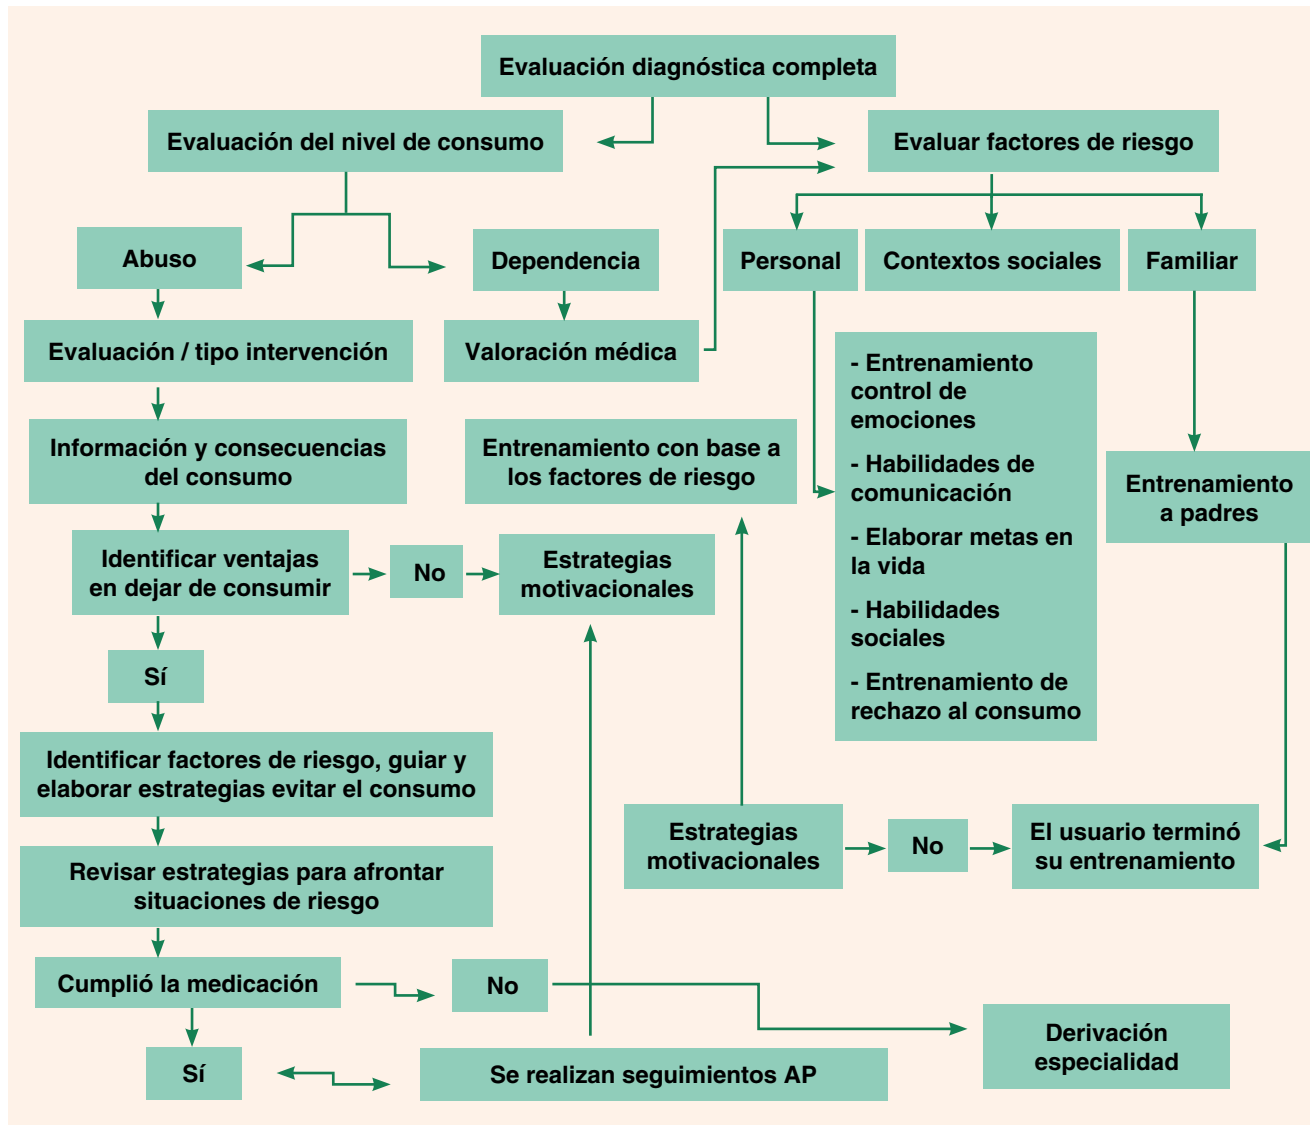 Evaluación diagnóstica completa
Evaluación del nivel de consumo
Evaluar factores de riesgo
Abuso
Dependencia
Personal
Contextos sociales
Familiar
Evaluación / tipo intervención
Valoración médica
- Entrenamiento
control de
emociones
- Habilidades de
comunicación
- Elaborar metas en
la vida
- Habilidades
sociales
- Entrenamiento de
rechazo al consumo
Información y consecuencias
del consumo
Entrenamiento con base a
los factores de riesgo
Entrenamiento
a padres
Identificar ventajas
en dejar de consumir
No
Estrategias
motivacionales
Sí
Identificar factores de riesgo, guiar y
elaborar estrategias evitar el consumo
Estrategias
motivacionales
No
El usuario terminó
su entrenamiento
Revisar estrategias para afrontar
situaciones de riesgo
Cumplió la medicación
No
Derivación
especialidad
Sí
Se realizan seguimientos AP